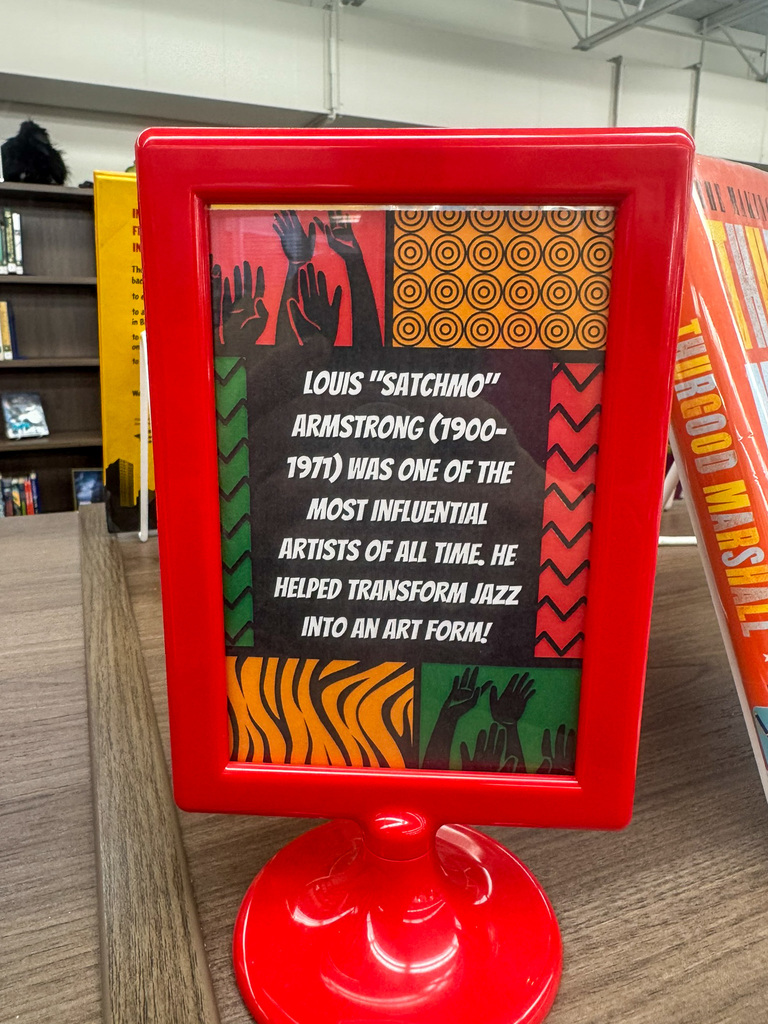 LOUIS "SATCHMO"
ARMSTRONG (1900-
1971) WAS ONE OF THE
MOST INFLUENTIAL
ARTISTS OF ALL TIME. HE
HELPED TRANSFORM JAZZ
INTO AN ART FORM!
THURGOOD MARSHALL
THE